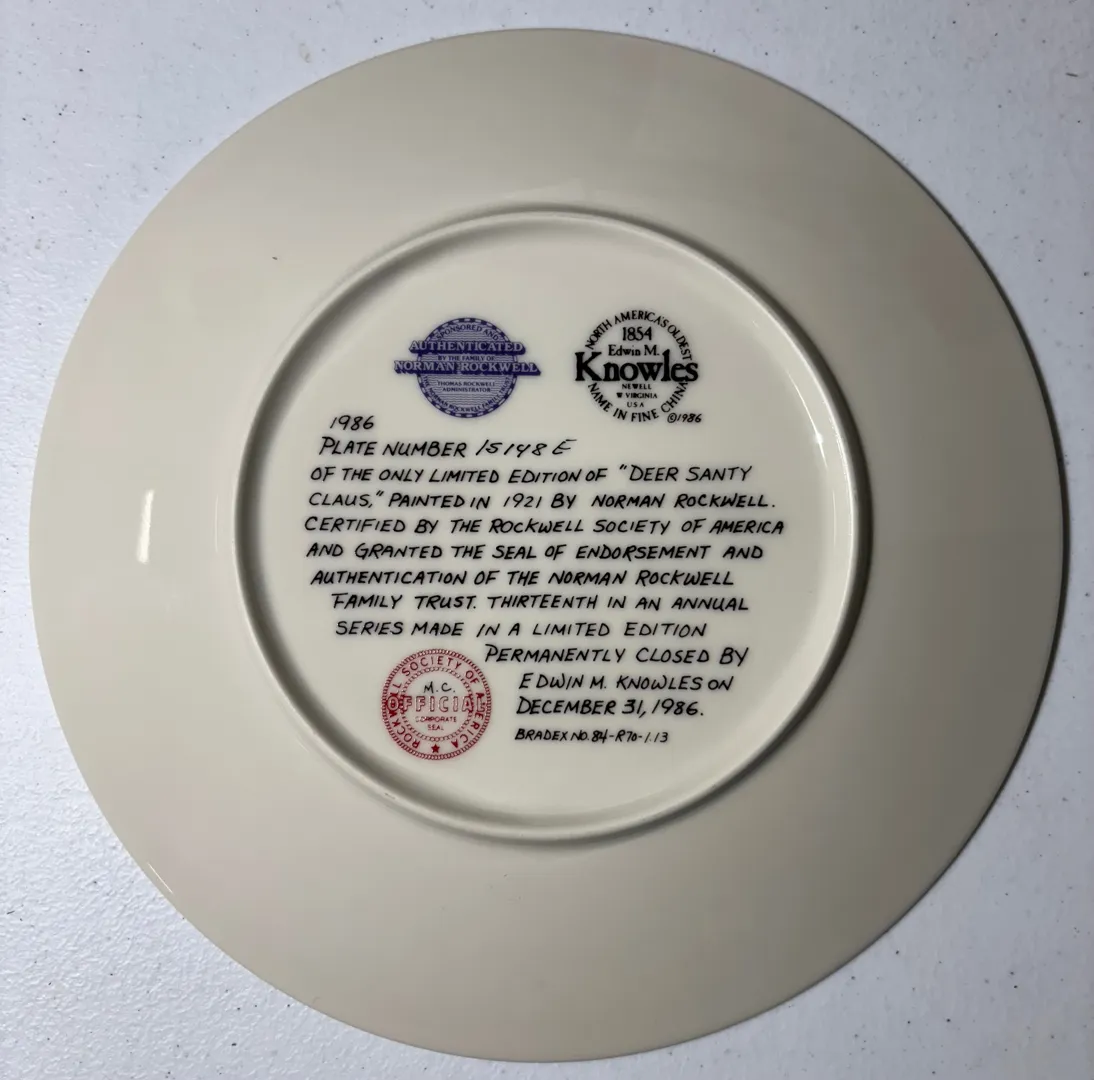 SPONSORED AND
AUTHENTICATED
BY THE FAMILY OF
NORMAN ROCKWELL
THOMAS ROCKWELL
ADMINISTRATOR
NORMAN ROCKWELL FAMILY TRUST
NORTH AMERICA'S OLDEST
1854
Edwin M.
Knowles
NEWELL
W VIRGINIA
USA
NAME IN FINE CHINA
©1986
1986
PLATE NUMBER 15148 E
OF THE ONLY LIMITED EDITION OF "DEER SANTY
CLAUS," PAINTED IN 1921 BY NORMAN ROCKWELL.
CERTIFIED BY THE ROCKWELL SOCIETY OF AMERICA
AND GRANTED THE SEAL OF ENDORSEMENT AND
AUTHENTICATION OF THE NORMAN ROCKWELL
FAMILY TRUST. THIRTEENTH IN AN ANNUAL
SERIES MADE IN A LIMITED EDITION
PERMANENTLY CLOSED BY
EDWIN M. KNOWLES ON
DECEMBER 31, 1986.
BRADEX NO. 84-R70-1.13
ROCKWELL SOCIETY OF AMERICA
M.C.
OFFICIAL
CORPORATE
SEAL